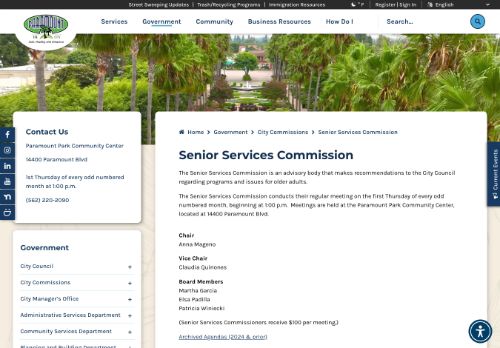 Street Sweeping Updates | Trash/Recycling Programs | Immigration Resources
°F | Register | Sign In | English
PARAMOUNT
Services Government Community Business Resources How Do I Search...
Contact Us
Paramount Park Community Center
14400 Paramount Blvd
1st Thursday of every odd numbered
month at 1:00 p.m.
(562) 220-2090
Government
City Council +
City Commissions +
City Manager's Office +
Administrative Services Department +
Community Services Department +
Planning and Building Department +
Home > Government > City Commissions > Senior Services Commission
Senior Services Commission
The Senior Services Commission is an advisory body that makes recommendations to the City Council
regarding programs and issues for older adults.
The Senior Services Commission conducts their regular meeting on the first Thursday of every odd
numbered month, beginning at 1:00 p.m. Meetings are held at the Paramount Park Community Center,
located at 14400 Paramount Blvd.
Chair
Anna Mageno
Vice Chair
Claudia Quinones
Board Members
Martha Garcia
Elsa Padilla
Patricia Winiecki
(Senior Services Commissioners receive $100 per meeting.)
Archived Agendas (2024 & prior)
Current Events